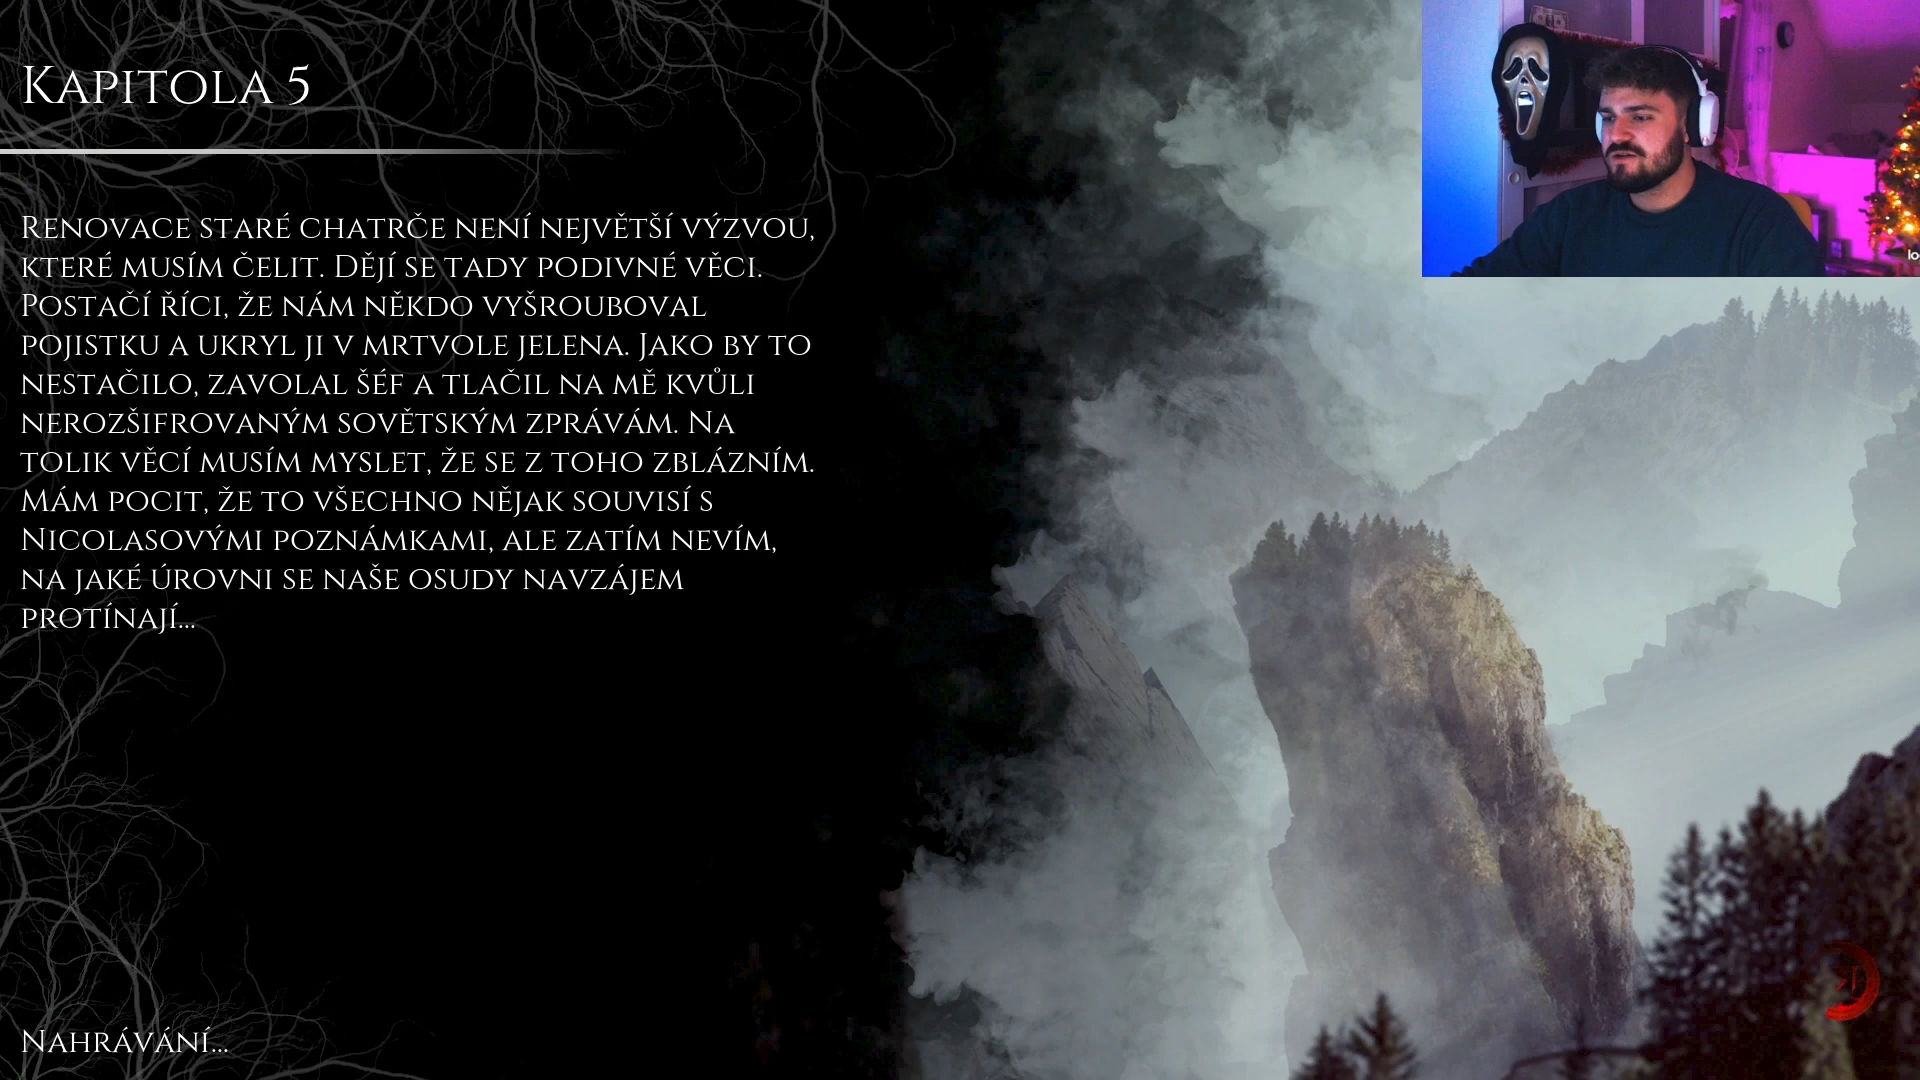 Kapitola 5
Renovace staré chatrče není největší výzvou,
které musím čelit. Dějí se tady podivné věci.
Postačí říci, že nám někdo vyšrouboval
pojistku a ukryl ji v mrtvole jelena. Jako by to
nestačilo, zavolal šéf a tlačil na mě kvůli
nerozšifrovaným sovětským zprávám. Na
tolik věcí musím myslet, že se z toho zblázním.
Mám pocit, že to všechno nějak souvisí s
Nicolasovými poznámkami, ale zatím nevím,
na jaké úrovni se naše osudy navzájem
protínají...
Nahrávání...